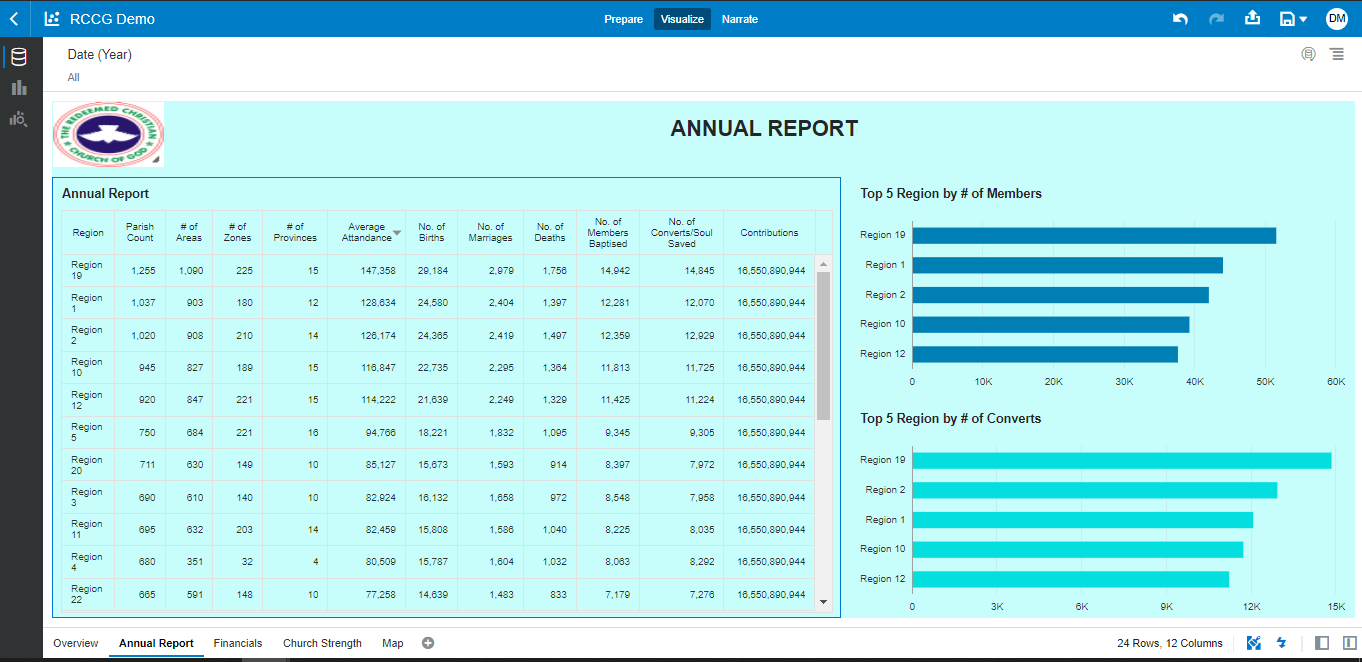 RCCG Demo
Prepare Visualize Narrate
DM
Date (Year)
All
THE REDEEMED CHRISTIAN
CHURCH OF GOD
ANNUAL REPORT
Annual Report
Region Parish Count # of Areas # of Zones # of Provinces Average Attandance No. of Births No. of Marriages No. of Deaths No. of Members Baptised No. of Converts/Soul Saved Contributions
Region 19 1,255 1,090 225 15 147,358 29,184 2,979 1,756 14,942 14,845 16,550,890,944
Region 1 1,037 903 180 12 128,634 24,580 2,404 1,397 12,281 12,070 16,550,890,944
Region 2 1,020 908 210 14 126,174 24,365 2,419 1,497 12,359 12,929 16,550,890,944
Region 10 945 827 189 15 116,847 22,735 2,295 1,364 11,813 11,725 16,550,890,944
Region 12 920 847 221 15 114,222 21,639 2,249 1,329 11,425 11,224 16,550,890,944
Region 5 750 684 221 16 94,766 18,221 1,832 1,095 9,345 9,305 16,550,890,944
Region 20 711 630 149 10 85,127 15,673 1,593 914 8,397 7,972 16,550,890,944
Region 3 690 610 140 10 82,924 16,132 1,658 972 8,548 7,958 16,550,890,944
Region 11 695 632 203 14 82,459 15,808 1,586 1,040 8,225 8,035 16,550,890,944
Region 4 680 351 32 4 80,509 15,787 1,604 1,032 8,063 8,292 16,550,890,944
Region 22 665 591 148 10 77,258 14,639 1,483 833 7,179 7,276 16,550,890,944
Top 5 Region by # of Members
Region 19
Region 1
Region 2
Region 10
Region 12
0 10K 20K 30K 40K 50K 60K
Top 5 Region by # of Converts
Region 19
Region 2
Region 1
Region 10
Region 12
0 3K 6K 9K 12K 15K
Overview Annual Report Financials Church Strength Map
24 Rows, 12 Columns